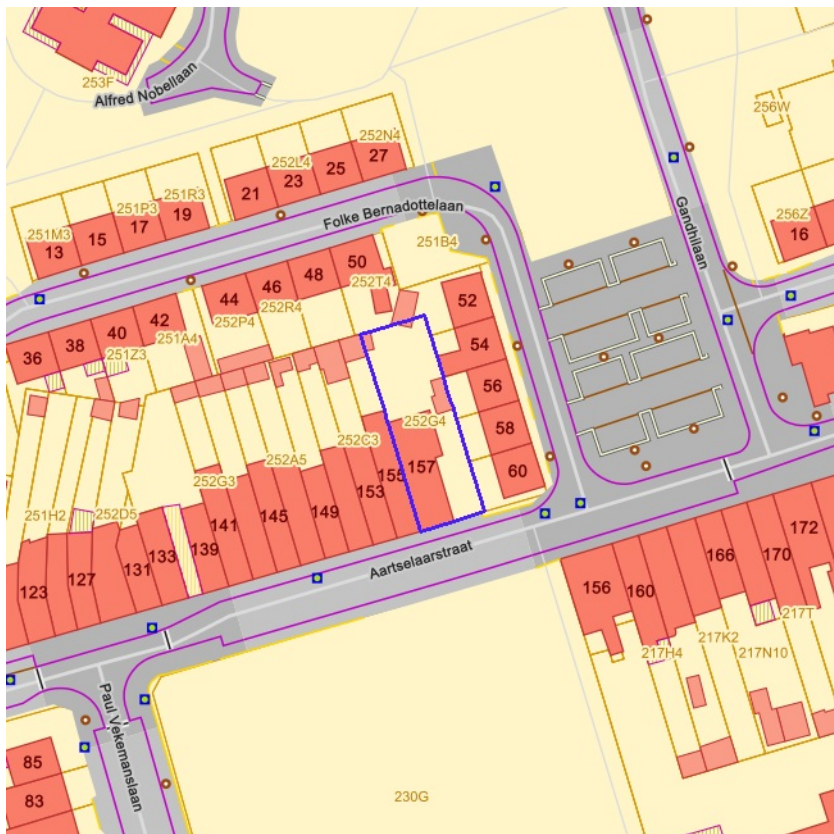 253F
Alfred Nobellaan
256W
252N4
27
252L4
25
23
21
251R3
19
251P3
17
15
251M3
13
Folke Bernadottelaan
Gandhilaan
256Z
16
251B4
50
48
252T4
46
252R4
44
252P4
52
42
251A4
40
38
251Z3
36
54
56
252G4
58
60
252C3
155
157
153
252A5
149
145
252G3
141
139
133
131
252D5
127
251H2
123
Aartselaarstraat
172
170
166
160
156
217T
217K2
217H4
217N10
Paul Vekemanslaan
85
83
230G